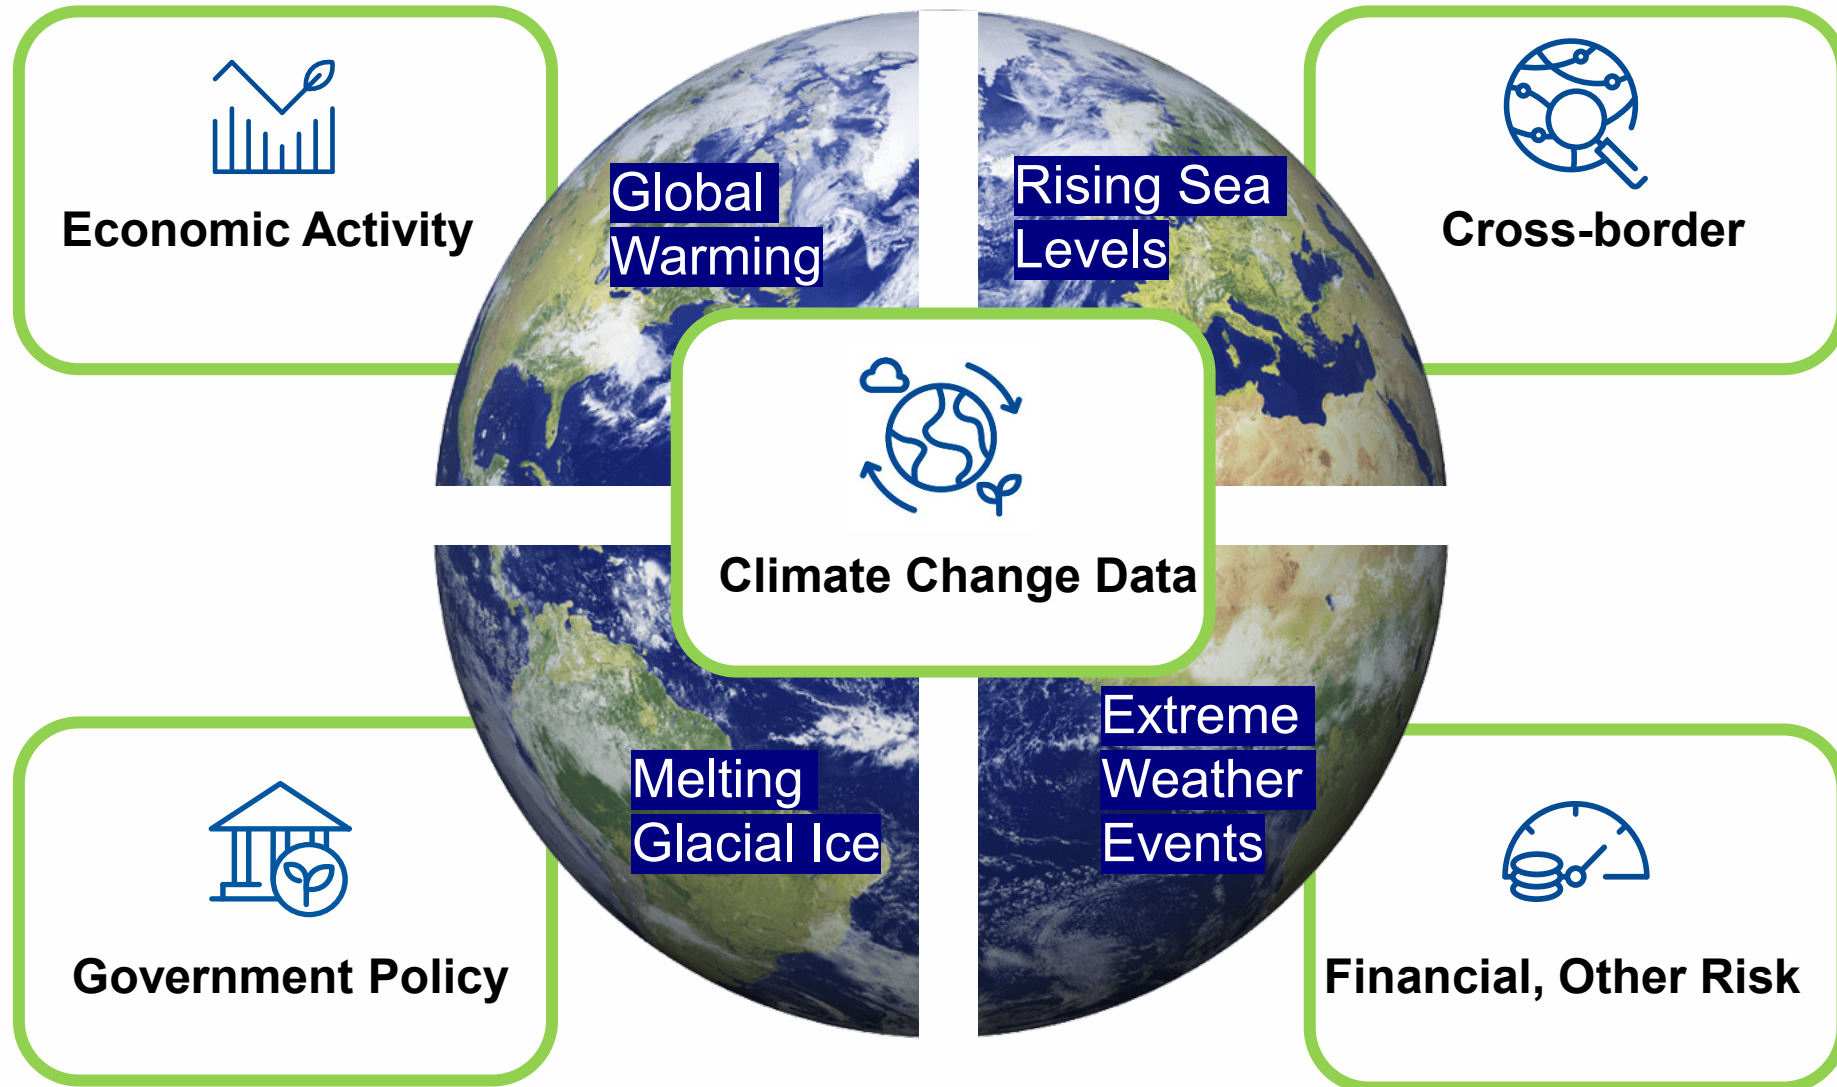 Economic Activity
Global
Warming
Rising Sea
Levels
Cross-border
Climate Change Data
Government Policy
Melting
Glacial Ice
Extreme
Weather
Events
Financial, Other Risk